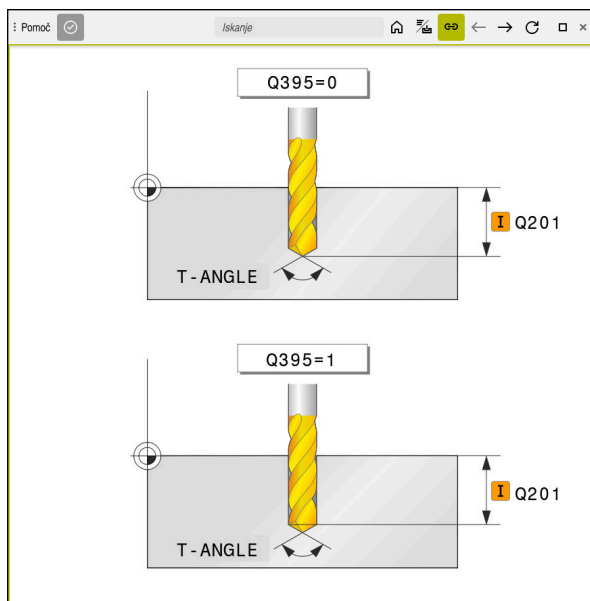 Pomoč
Iskanje
Q395=0
I Q201
T-ANGLE
Q395=1
I Q201
T-ANGLE